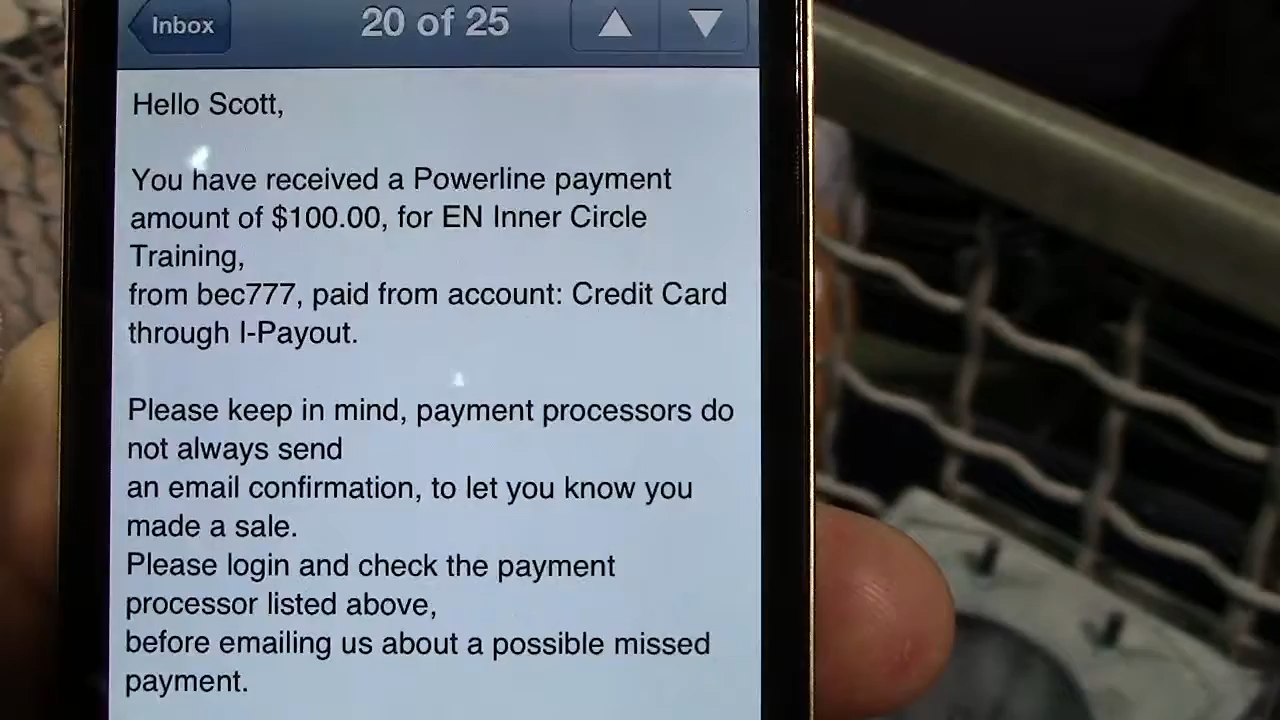 Inbox
20 of 25
Hello Scott,
You have received a Powerline payment
amount of $100.00, for EN Inner Circle
Training,
from bec777, paid from account: Credit Card
through I-Payout.
Please keep in mind, payment processors do
not always send
an email confirmation, to let you know you
made a sale.
Please login and check the payment
processor listed above,
before emailing us about a possible missed
payment.